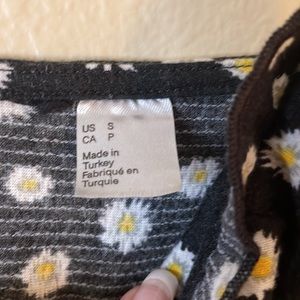 US S
CA P
Made in
Turkey
Fabriqué en
Turquie